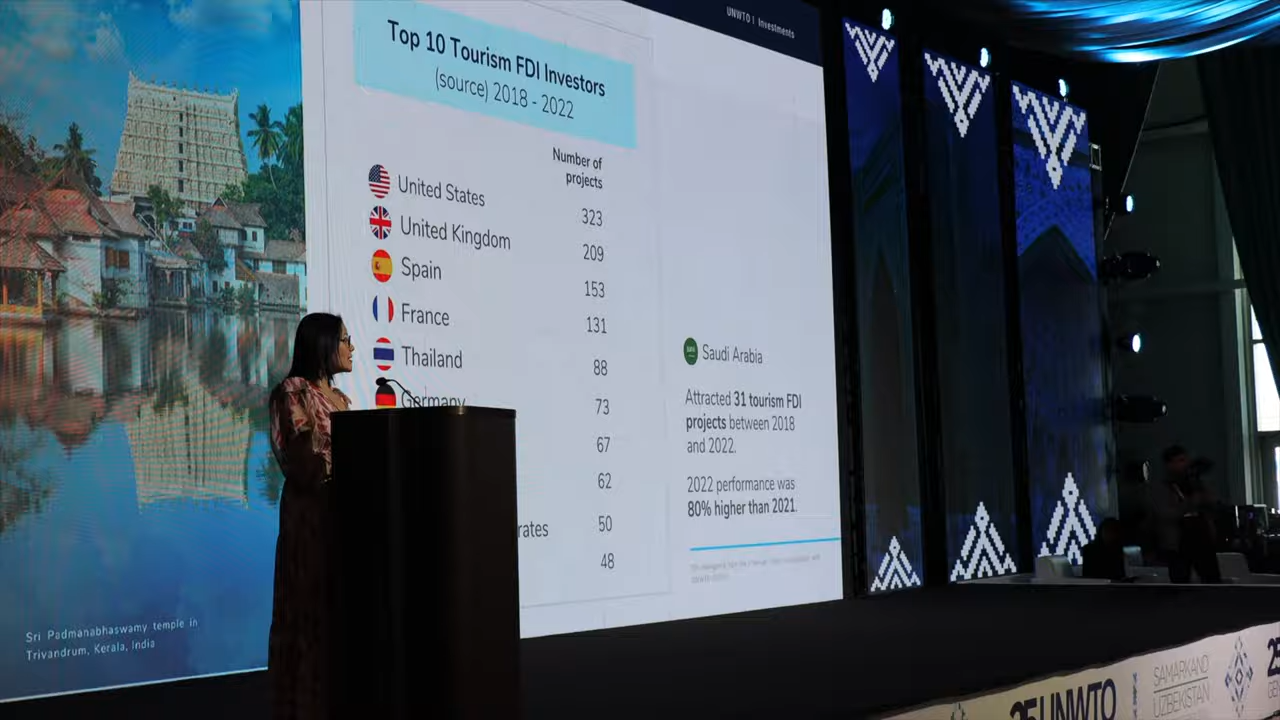 UNWTO | Investments
Top 10 Tourism FDI Investors
(source) 2018 - 2022
Number of
projects
United States 323
United Kingdom 209
Spain 153
France 131
Thailand 88
Germany 73
67
62
rates 50
48
Saudi Arabia
Attracted 31 tourism FDI
projects between 2018
and 2022.
2022 performance was
80% higher than 2021.
Sri Padmanabhaswamy temple in
Trivandrum, Kerala, India
25 UNWTO
SAMARKAND
UZBEKISTAN
25